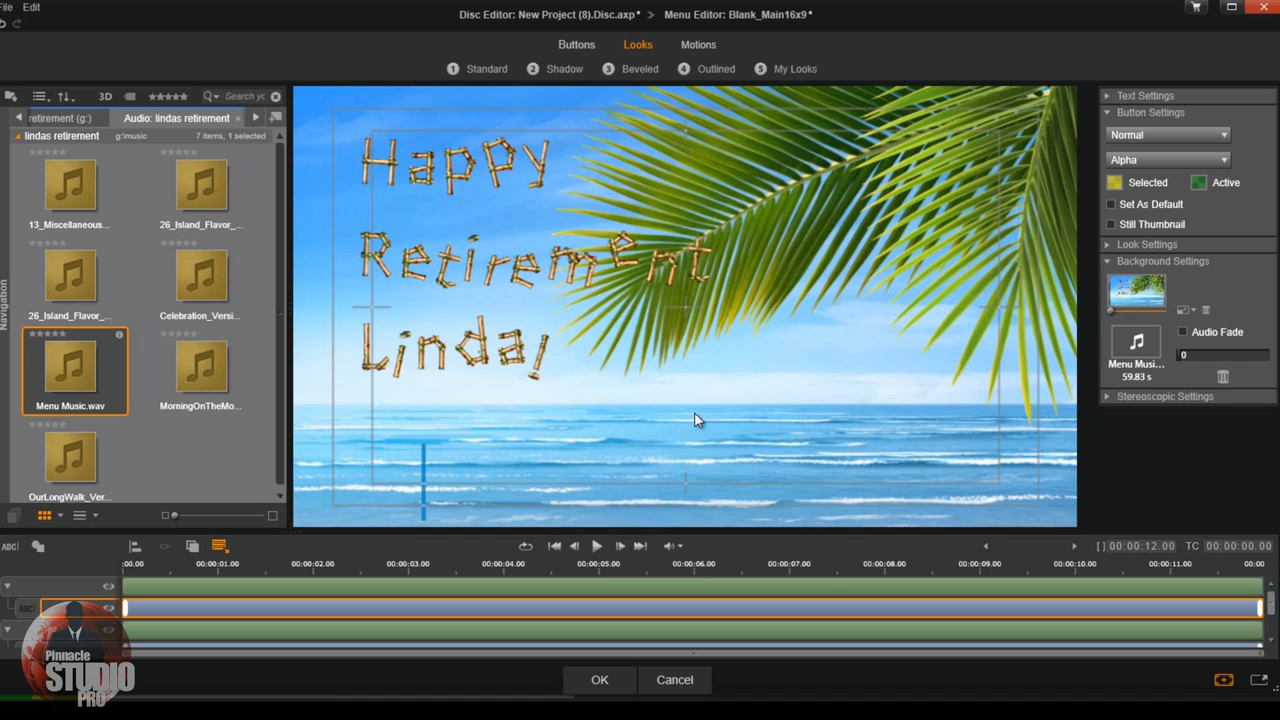 File Edit
Disc Editor: New Project (8).Disc.axp* > Menu Editor: Blank_Main16x9*
Buttons Looks Motions
1 Standard 2 Shadow 3 Beveled 4 Outlined 5 My Looks
3D Search yc
retirement (g:) Audio: lindas retirement
lindas retirement g:\music 7 items, 1 selected
13_Miscellaneous... 26_Island_Flavor_...
26_Island_Flavor_... Celebration_Versi...
Menu Music.wav MorningOnTheMo...
OurLongWalk_Ver...
Navigation
Happy
Retirement
Linda!
Text Settings
Button Settings
Normal
Alpha
Selected Active
Set As Default
Still Thumbnail
Look Settings
Background Settings
Audio Fade
0
Menu Musi...
59.83 s
Stereoscopic Settings
ABC! [] 00:00:12.00 TC 00:00:00.00
:00.00 00:00:01.00 00:00:02.00 00:00:03.00 00:00:04.00 00:00:05.00 00:00:06.00 00:00:07.00 00:00:08.00 00:00:09.00 00:00:10.00 00:00:11.00 00:00
ABC!
Pinnacle
STUDIO
PRO
OK Cancel